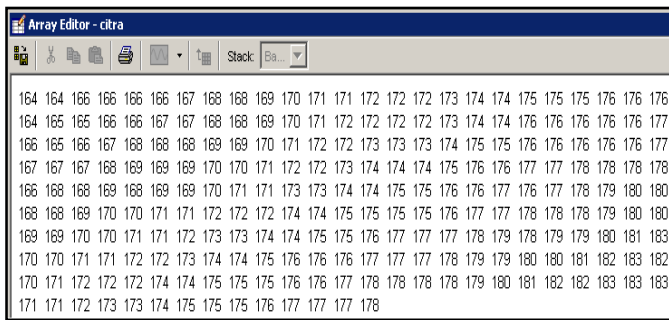 Array Editor - citra
Stack: Ba...
164 164 166 166 166 166 167 168 168 169 170 171 171 172 172 172 173 174 174 175 175 175 176 176 176
164 165 165 166 166 167 167 168 168 169 170 171 172 172 172 172 173 174 174 176 176 176 176 176 177
166 165 166 167 168 168 168 169 169 170 171 172 172 173 173 173 174 175 175 176 176 176 176 176 177
167 167 167 168 169 169 169 170 170 171 172 172 173 174 174 174 175 176 176 177 177 178 178 178 178
166 168 168 169 168 169 169 170 171 171 173 173 174 174 175 175 176 176 177 176 177 178 179 180 180
168 168 169 170 170 171 171 172 172 172 174 174 175 175 175 175 176 177 177 178 178 178 179 180 180
169 169 170 170 171 171 172 173 173 174 174 175 175 176 177 177 177 178 179 178 179 179 180 181 183
170 170 171 171 172 172 173 174 174 175 176 176 176 176 177 177 178 179 179 180 180 181 182 183 182
170 171 172 172 172 174 174 175 175 176 176 176 177 178 178 178 178 179 180 181 182 182 183 183 183
171 171 172 173 173 174 175 175 175 176 177 177 177 178